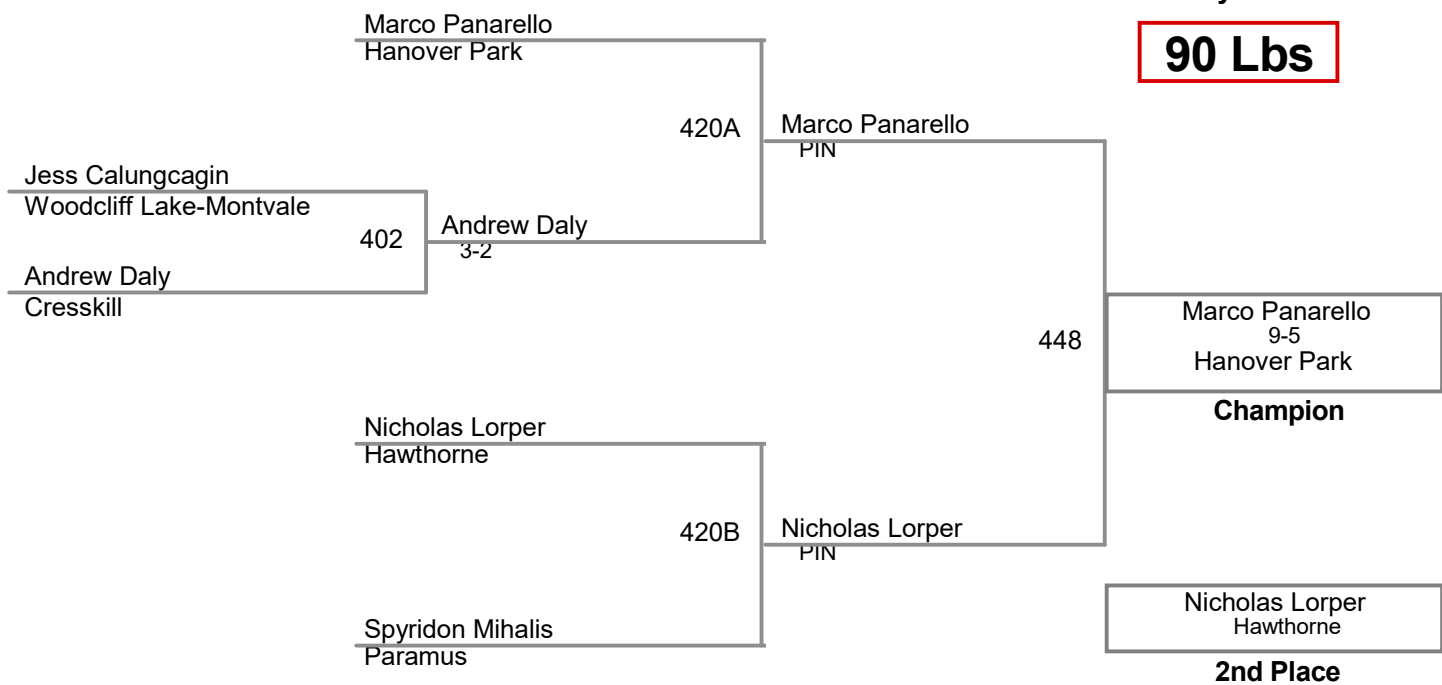 90 Lbs
Marco Panarello
Hanover Park
420A
Marco Panarello
PIN
Jess Calungcagin
Woodcliff Lake-Montvale
402
Andrew Daly
3-2
Andrew Daly
Cresskill
448
Marco Panarello
9-5
Hanover Park
Champion
Nicholas Lorper
Hawthorne
420B
Nicholas Lorper
PIN
Spyridon Mihalis
Paramus
Nicholas Lorper
Hawthorne
2nd Place